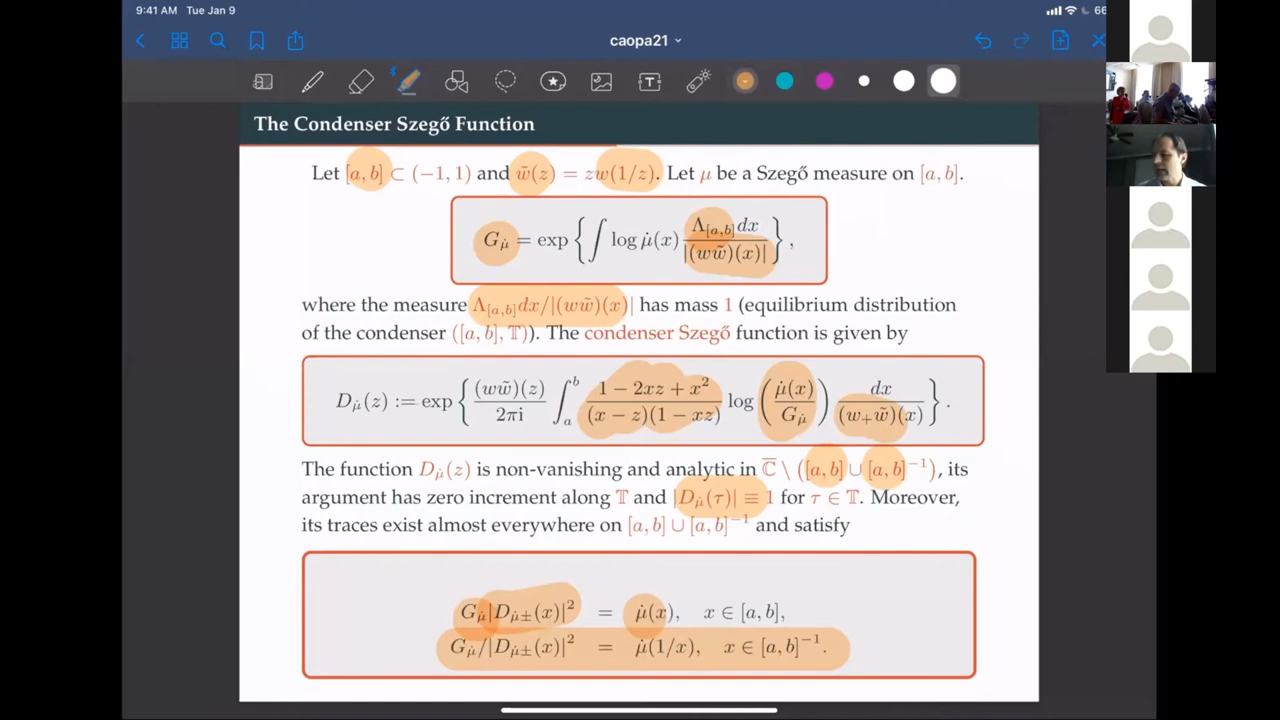 9:41 AM Tue Jan 9
66
caopa21
The Condenser Szegő Function
Let [a, b] ⊂ (−1, 1) and w̃(z) = zw(1/z). Let μ be a Szegő measure on [a, b].
G_μ̇ = exp { ∫ log μ̇(x) Λ_[a,b]dx / |(ww̃)(x)| } ,
where the measure Λ_[a,b]dx/|(ww̃)(x)| has mass 1 (equilibrium distribution
of the condenser ([a, b], 𝕋)). The condenser Szegő function is given by
D_μ̇(z) := exp { (ww̃)(z) / 2πi ∫_a^b (1 − 2xz + x²) / ((x − z)(1 − xz)) log ( μ̇(x) / G_μ̇ ) dx / (w₊w̃)(x) } .
The function D_μ̇(z) is non-vanishing and analytic in ℂ̅ \ ([a, b] ∪ [a, b]⁻¹), its
argument has zero increment along 𝕋 and |D_μ̇(τ)| ≡ 1 for τ ∈ 𝕋. Moreover,
its traces exist almost everywhere on [a, b] ∪ [a, b]⁻¹ and satisfy
G_μ̇|D_μ̇±(x)|² = μ̇(x), x ∈ [a, b],
G_μ̇/|D_μ̇±(x)|² = μ̇(1/x), x ∈ [a, b]⁻¹.